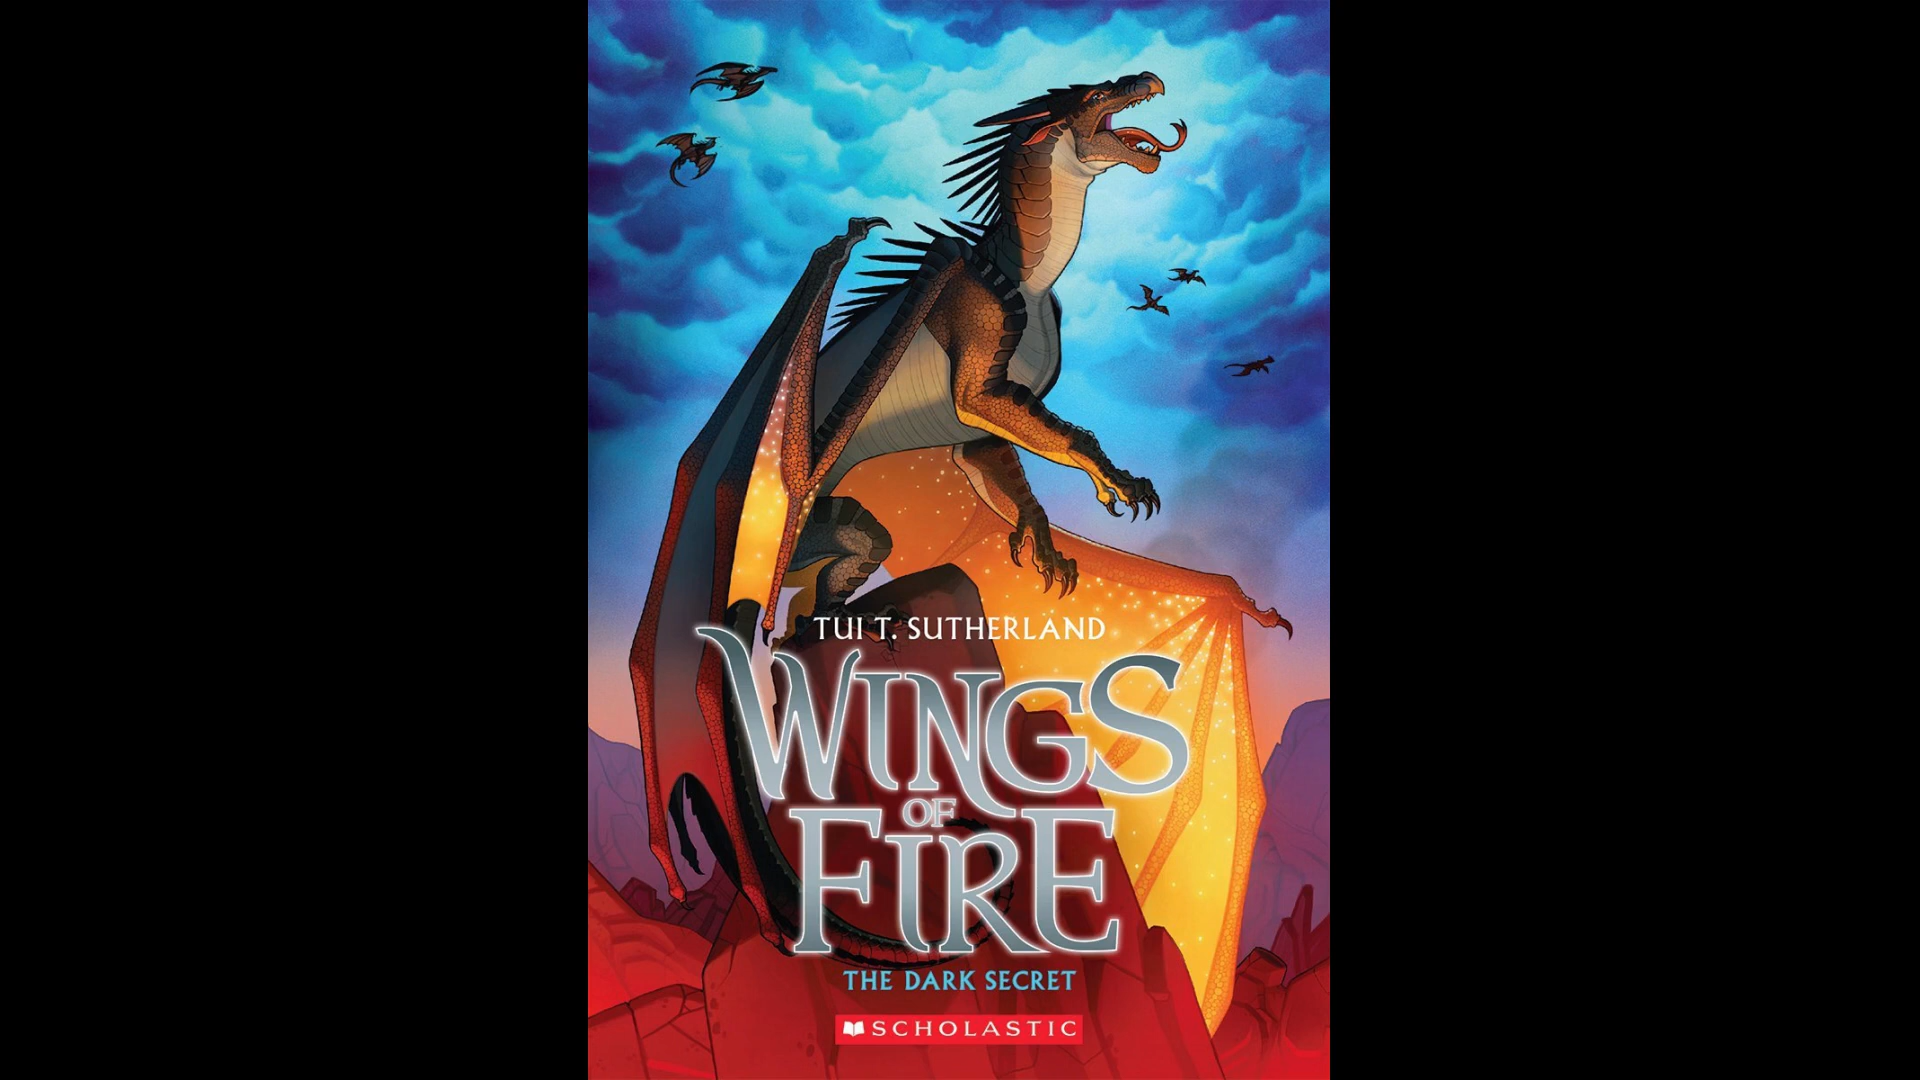 TUI T. SUTHERLAND
WINGS
OF
FIRE
THE DARK SECRET
SCHOLASTIC